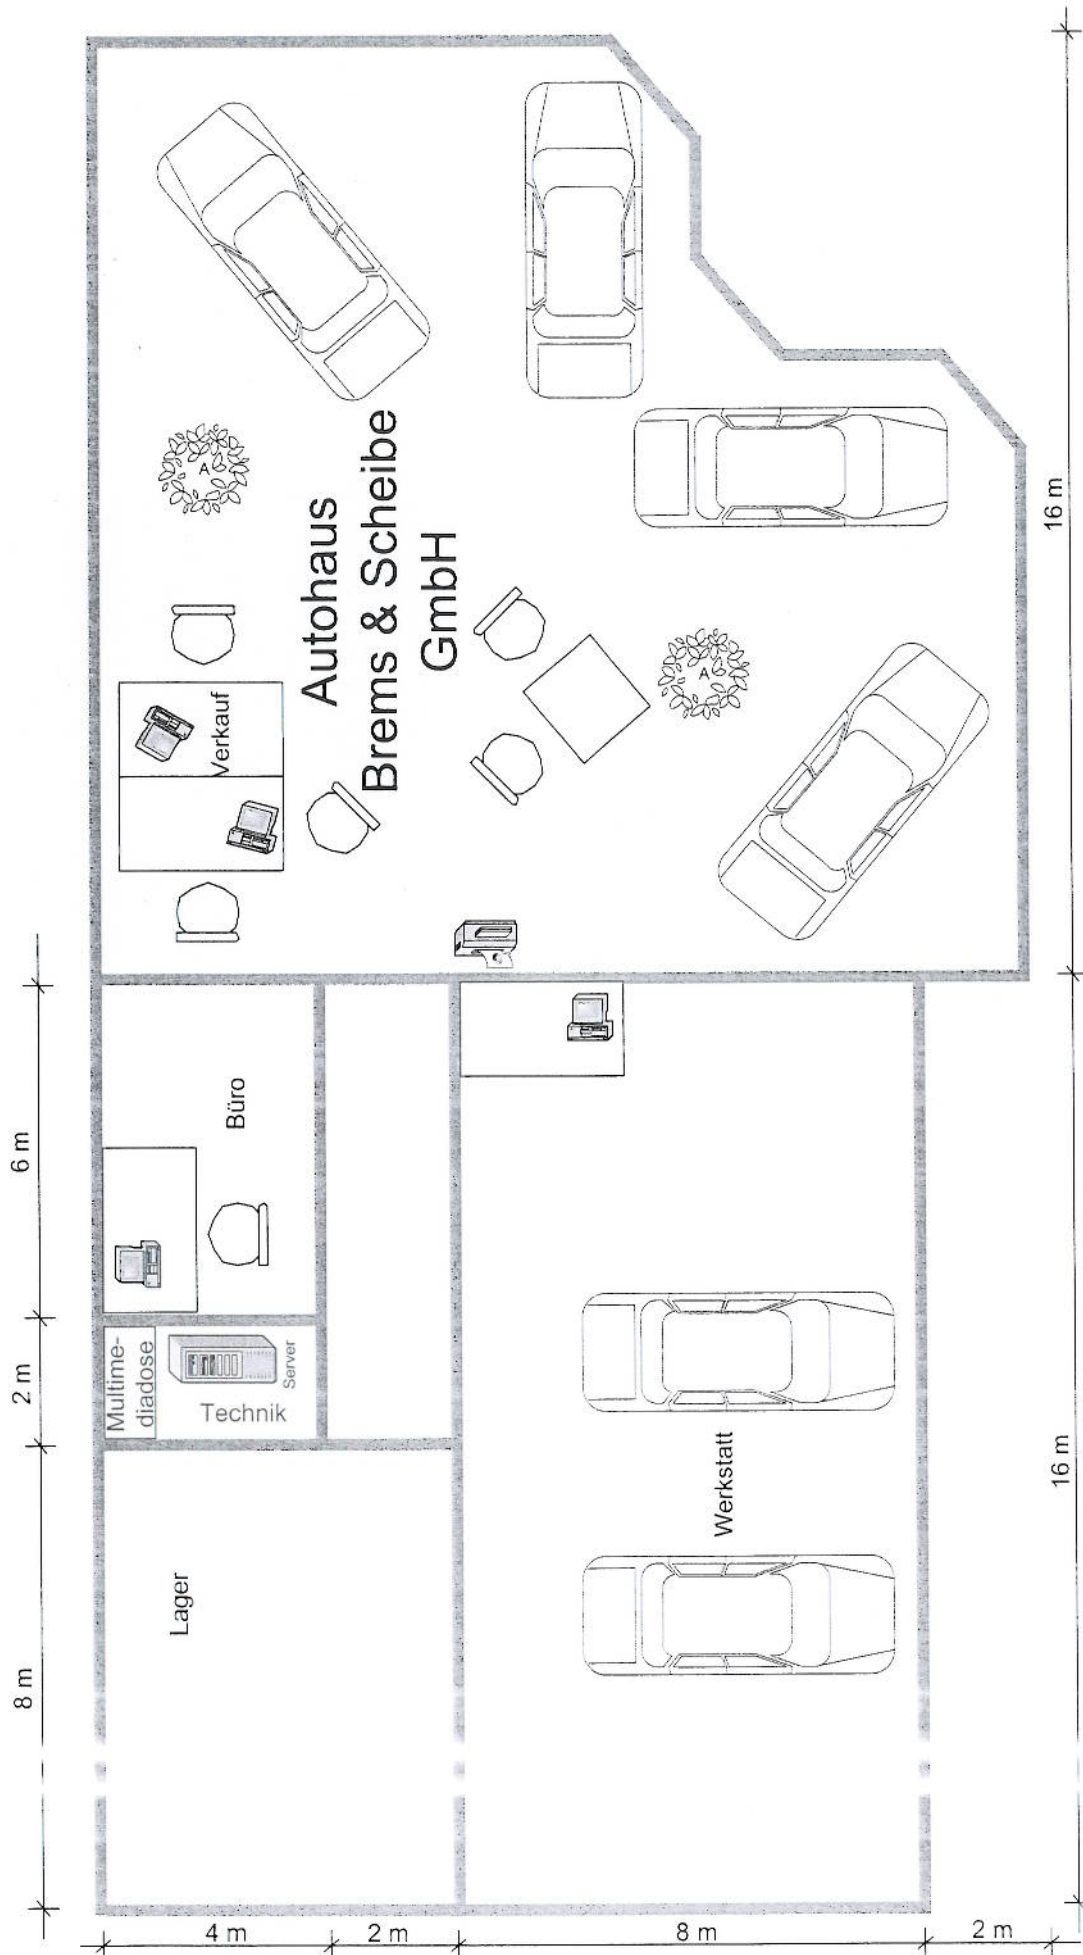 6 m
2 m
8 m
Multime-
diadose
Technik
Server
Büro
Verkauf
A
Autohaus
Brems & Scheibe
GmbH
A
Lager
Werkstatt
4 m
2 m
8 m
2 m
16 m
16 m